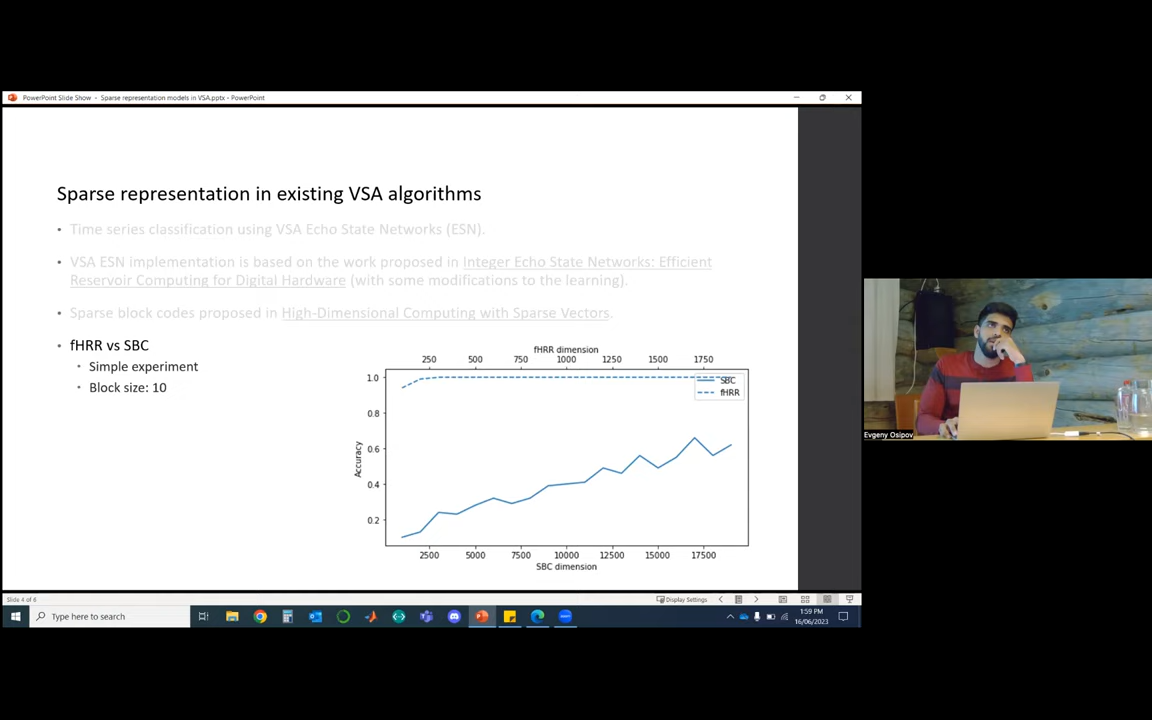 PowerPoint Slide Show - Sparse representation models in VSA.pptx - PowerPoint
Sparse representation in existing VSA algorithms
• Time series classification using VSA Echo State Networks (ESN).
• VSA ESN implementation is based on the work proposed in Integer Echo State Networks: Efficient
Reservoir Computing for Digital Hardware (with some modifications to the learning).
• Sparse block codes proposed in High-Dimensional Computing with Sparse Vectors.
• fHRR vs SBC
• Simple experiment
• Block size: 10
fHRR dimension
250 500 750 1000 1250 1500 1750
1.0
0.8
0.6
0.4
0.2
Accuracy
SBC
fHRR
2500 5000 7500 10000 12500 15000 17500
SBC dimension
Evgeny Osipov
Slide 4 of 6
Display Settings
Type here to search
1:59 PM
16/06/2023